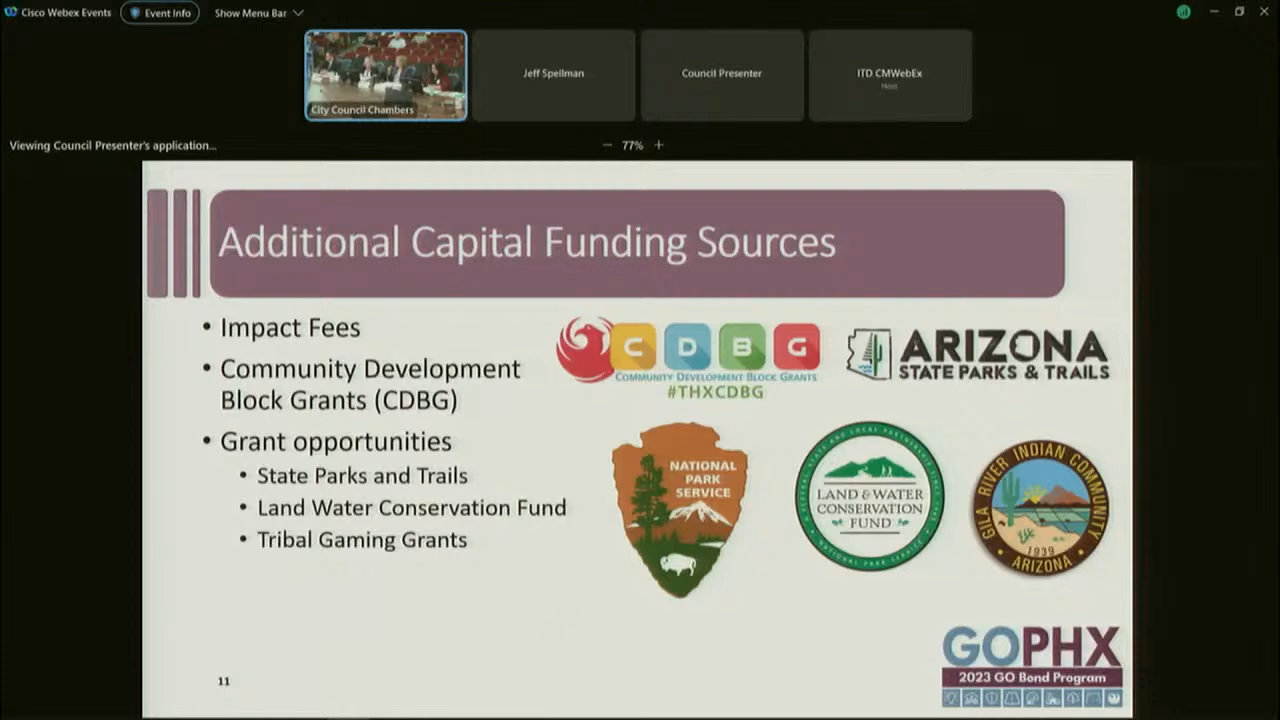 Cisco Webex Events
Event Info
Show Menu Bar
City Council Chambers
Jeff Spellman
Council Presenter
ITD CMWebEx
Host
Viewing Council Presenter's application...
77%
Additional Capital Funding Sources
• Impact Fees
• Community Development
Block Grants (CDBG)
• Grant opportunities
• State Parks and Trails
• Land Water Conservation Fund
• Tribal Gaming Grants
C D B G
COMMUNITY DEVELOPMENT BLOCK GRANTS
#THXCDBG
ARIZONA
STATE PARKS & TRAILS
NATIONAL
PARK
SERVICE
LAND & WATER
CONSERVATION
FUND
NATIONAL PARK SERVICE
GILA RIVER INDIAN COMMUNITY
1939
ARIZONA
GOPHX
2023 GO Bond Program
11